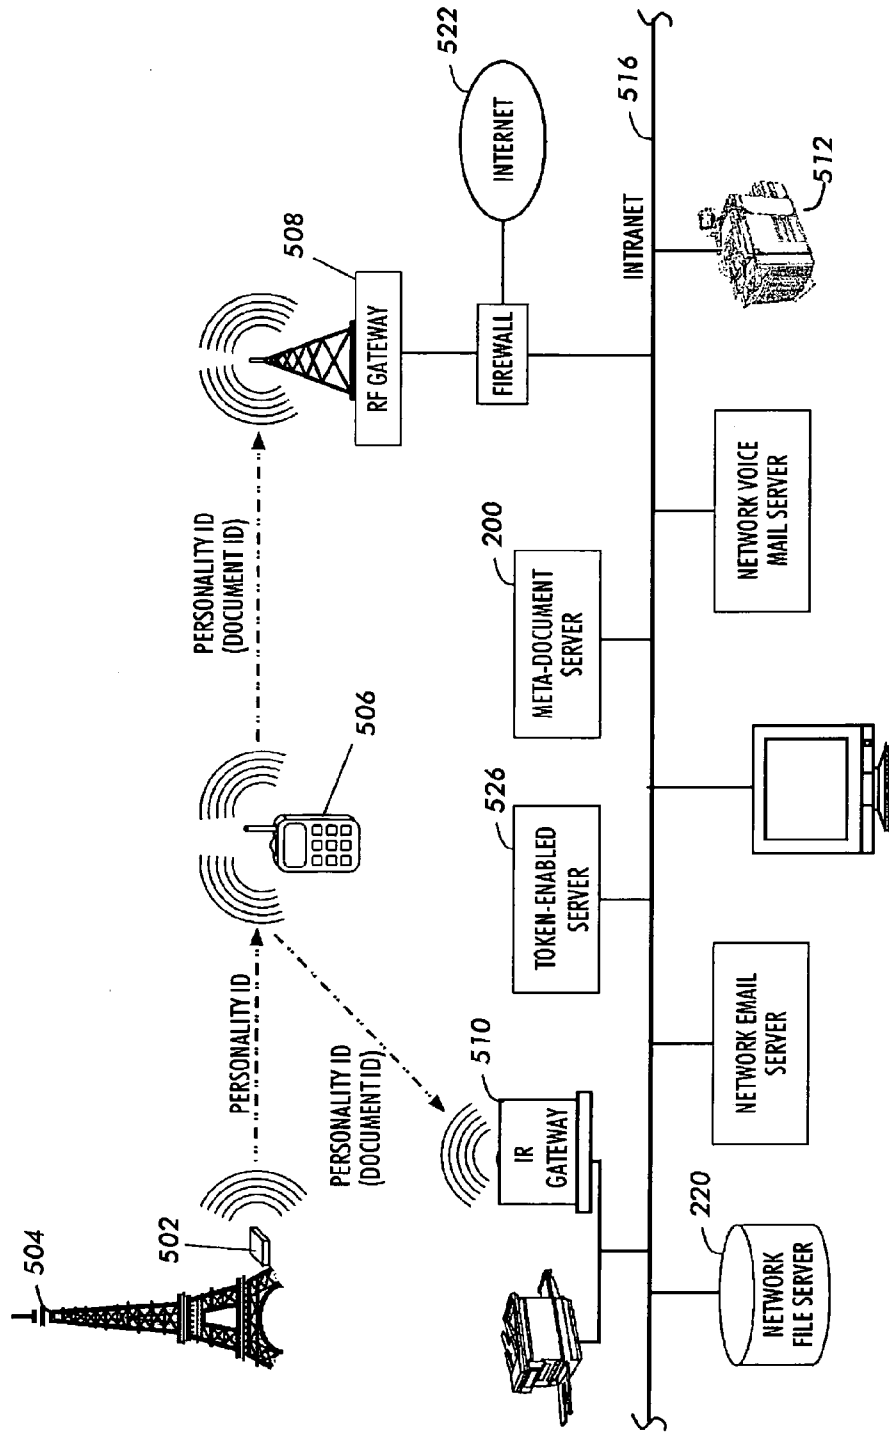 504
502
PERSONALITY ID
PERSONALITY ID
(DOCUMENT ID)
506
PERSONALITY ID
(DOCUMENT ID)
508
RF GATEWAY
FIREWALL
INTERNET
522
510
IR
GATEWAY
526
TOKEN-ENABLED
SERVER
200
META-DOCUMENT
SERVER
INTRANET
516
220
NETWORK
FILE SERVER
NETWORK EMAIL
SERVER
NETWORK VOICE
MAIL SERVER
512